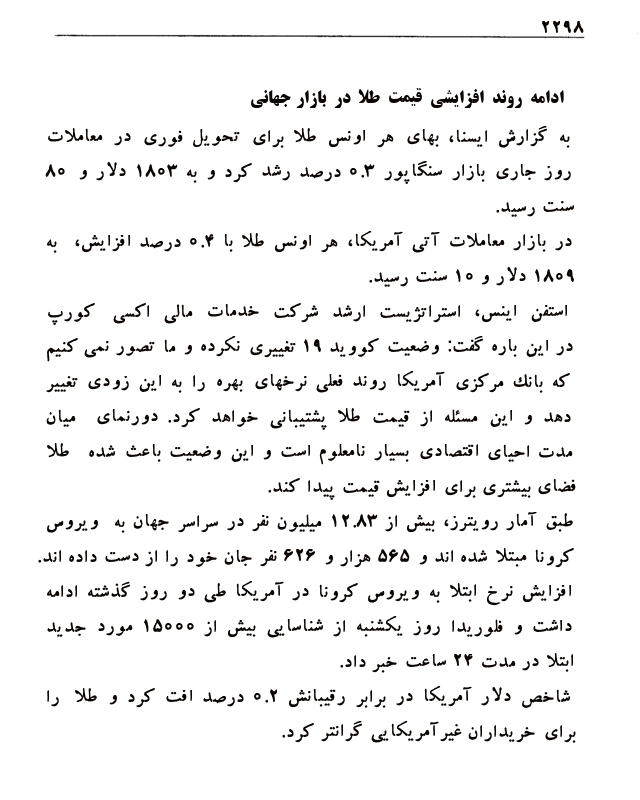 ۲۲۹۸
ادامه روند افزایشی قیمت طلا در بازار جهانی
به گزارش ایسنا، بهای هر اونس طلا برای تحویل فوری در معاملات
روز جاری بازار سنگاپور ۰.۳ درصد رشد کرد و به ۱۸۰۳ دلار و ۸۰
سنت رسید.
در بازار معاملات آتی آمریکا، هر اونس طلا با ۰.۴ درصد افزایش، به
۱۸۰۹ دلار و ۱۰ سنت رسید.
استفن اینس، استراتژیست ارشد شرکت خدمات مالی اکسی کورپ
در این باره گفت: وضعیت کووید ۱۹ تغییری نکرده و ما تصور نمی کنیم
که بانك مرکزی آمریکا روند فعلی نرخهای بهره را به این زودی تغییر
دهد و این مسئله از قیمت طلا پشتیبانی خواهد کرد. دورنمای میان
مدت احیای اقتصادی بسیار نامعلوم است و این وضعیت باعث شده طلا
فضای بیشتری برای افزایش قیمت پیدا کند.
طبق آمار رویترز، بیش از ۱۲.۸۳ میلیون نفر در سراسر جهان به ویروس
کرونا مبتلا شده اند و ۵۶۵ هزار و ۶۲۶ نفر جان خود را از دست داده اند.
افزایش نرخ ابتلا به ویروس کرونا در آمریکا طی دو روز گذشته ادامه
داشت و فلوریدا روز یکشنبه از شناسایی بیش از ۱۵۰۰۰ مورد جدید
ابتلا در مدت ۲۴ ساعت خبر داد.
شاخص دلار آمریکا در برابر رقیبانش ۰.۲ درصد افت کرد و طلا را
برای خریداران غیرآمریکایی گرانتر کرد.